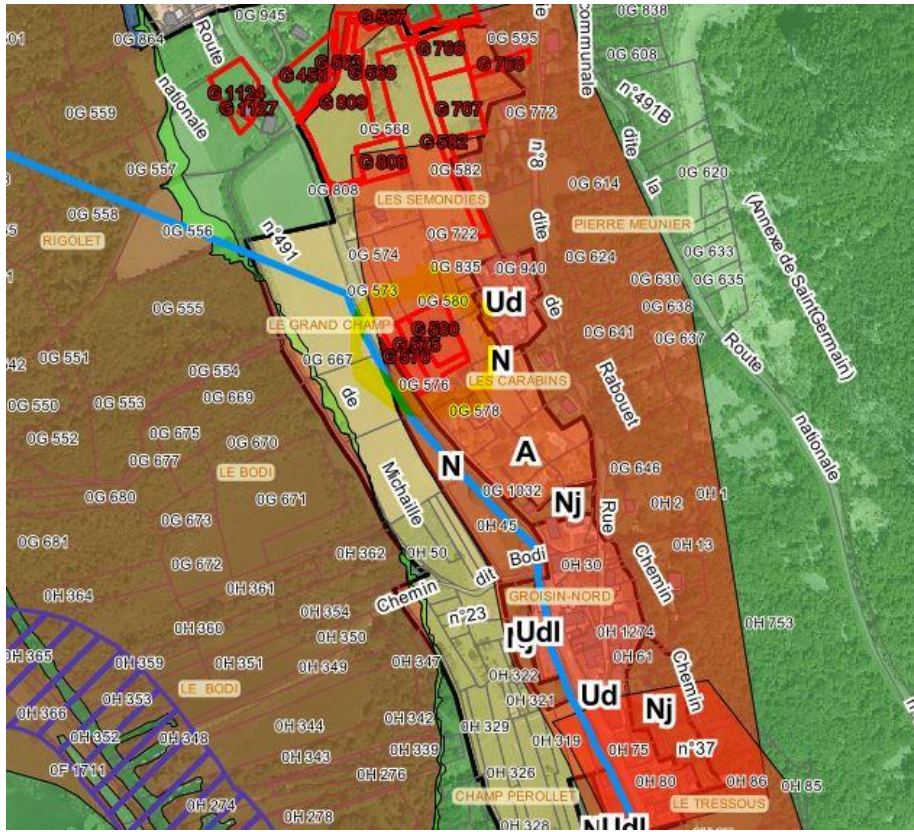 0G 945
0G 838
G 567
Route
0G 864
0G 595
communale
G 766
0G 608
G 563
G 768
G 456
G 568
G 1124
n°491B
nationale
G 809
G 1127
G 767
0G 559
0G 772
0G 568
dite
G 582
n°8
G 808
0G 557
0G 582
0G 620
0G 614
la
0G 808
LES SEMONDIES
0G 558
PIERRE MEUNIER
dite
(Annexe de SaintGermain)
0G 556
0G 722
RIGOLET
n°491
0G 633
0G 574
0G 624
0G 835
0G 940
0G 630
0G 635
0G 573
0G 580
Ud
de
0G 555
0G 638
LE GRAND CHAMP
G 580
0G 641
0G 637
G 575
Route
0G 551
0G 667
G 576
N
0G 554
LES CARABINS
0G 576
Rabouet
de
0G 669
0G 550
0G 553
0G 578
nationale
0G 552
0G 675
0G 670
A
0G 677
LE BODI
N
0G 646
0G 680
0G 671
Michaille
0G 1032
0H 1
Nj
0H 2
0G 673
0H 45
Rue
0G 681
0H 13
0H 362
0H 50
Bodi
0G 672
0H 30
Chemin
dit
0H 361
0H 364
Chemin
GROISIN-NORD
0H 354
n°23
0H 753
0H 360
0H 350
Udl
0H 1274
0H 365
0H 359
0H 351
0H 347
0H 61
0H 349
Chemin
0H 322
LE BODI
0H 353
0H 321
Ud
0H 366
0H 342
Nj
0H 344
0H 329
0H 352
0H 348
0H 319
0H 339
0H 75
n°37
0H 343
0F 1711
0H 276
0H 326
0H 80
0H 86
0H 85
CHAMP PEROLLET
0H 274
LE TRESSOUS
0H 278
0H 328
Udl